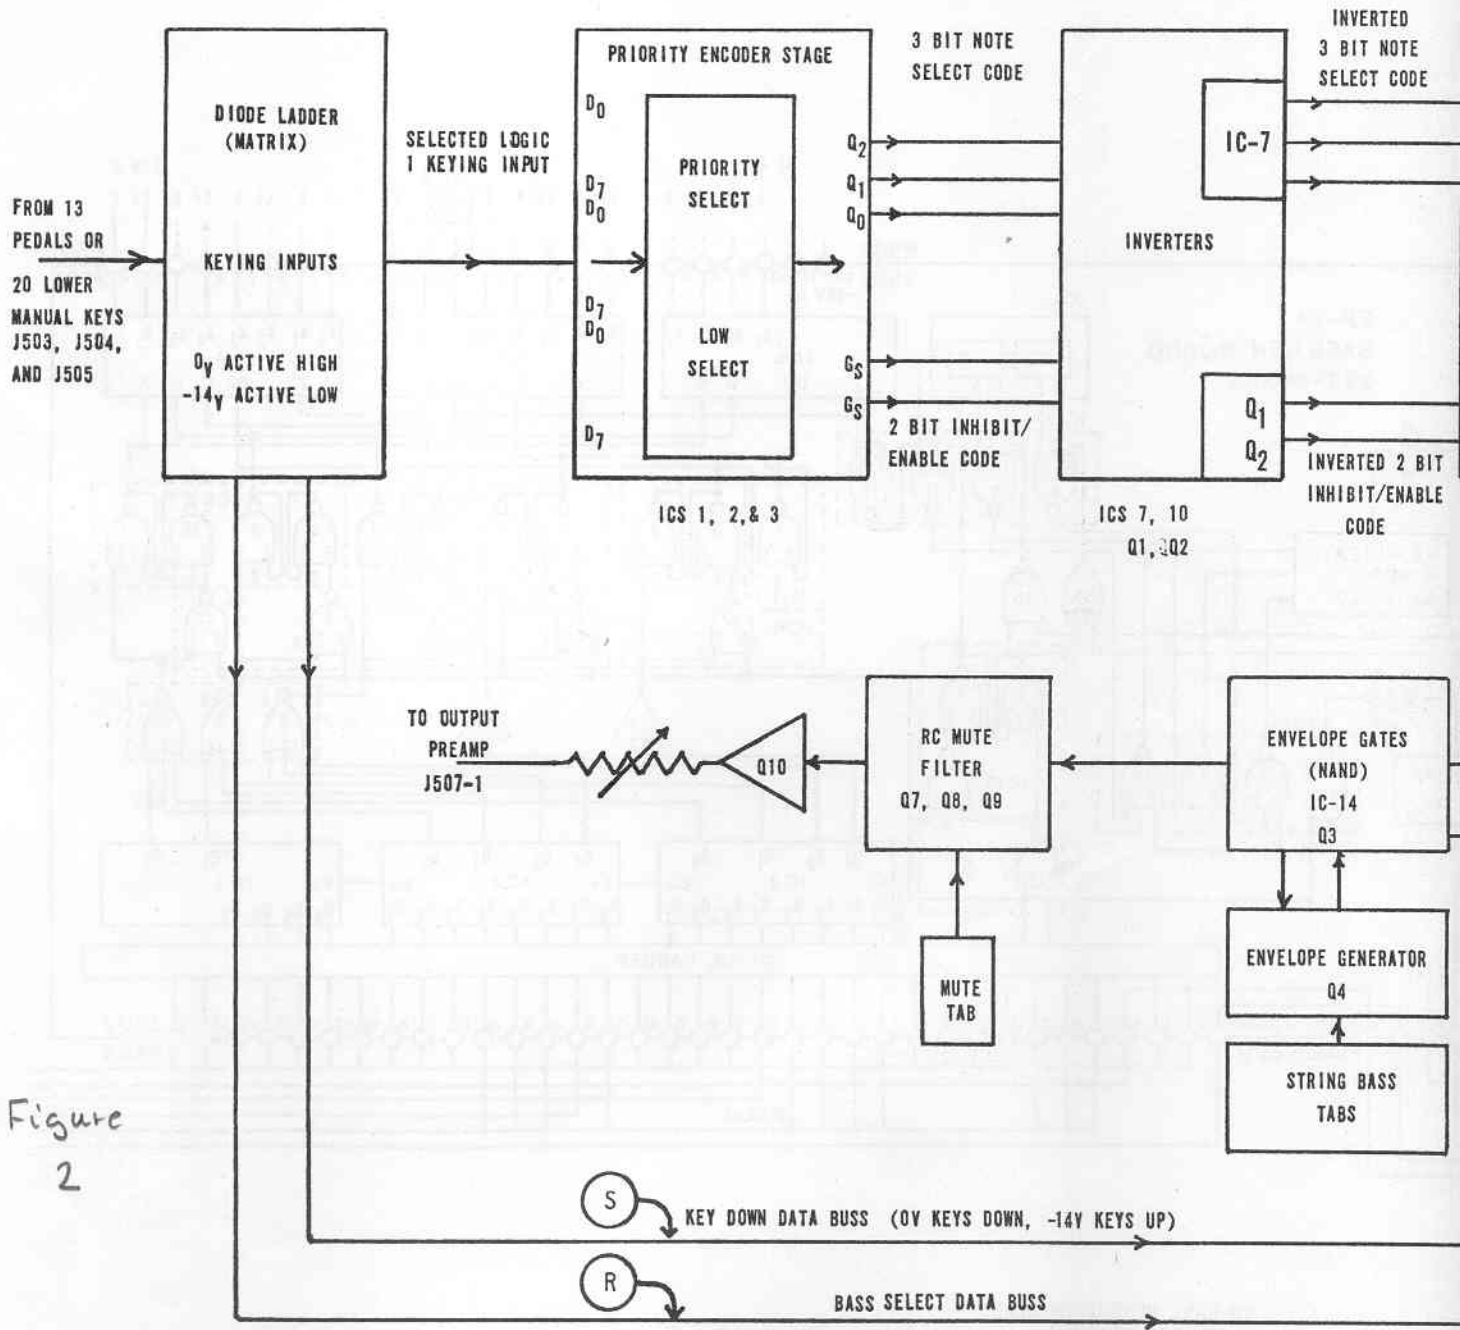 DIODE LADDER
(MATRIX)
KEYING INPUTS
0V ACTIVE HIGH
-14V ACTIVE LOW
FROM 13
PEDALS OR
20 LOWER
MANUAL KEYS
J503, J504,
AND J505
SELECTED LOGIC
1 KEYING INPUT
PRIORITY ENCODER STAGE
D0
D7
D0
D7
D0
D7
PRIORITY
SELECT
LOW
SELECT
Q2
Q1
Q0
GS
GS
ICS 1, 2,& 3
3 BIT NOTE
SELECT CODE
2 BIT INHIBIT/
ENABLE CODE
INVERTERS
IC-7
Q1
Q2
ICS 7, 10
Q1, Q2
INVERTED
3 BIT NOTE
SELECT CODE
INVERTED 2 BIT
INHIBIT/ENABLE
CODE
TO OUTPUT
PREAMP
J507-1
Q10
RC MUTE
FILTER
Q7, Q8, Q9
MUTE
TAB
ENVELOPE GATES
(NAND)
IC-14
Q3
ENVELOPE GENERATOR
Q4
STRING BASS
TABS
Figure
2
S
KEY DOWN DATA BUSS (0V KEYS DOWN, -14V KEYS UP)
R
BASS SELECT DATA BUSS